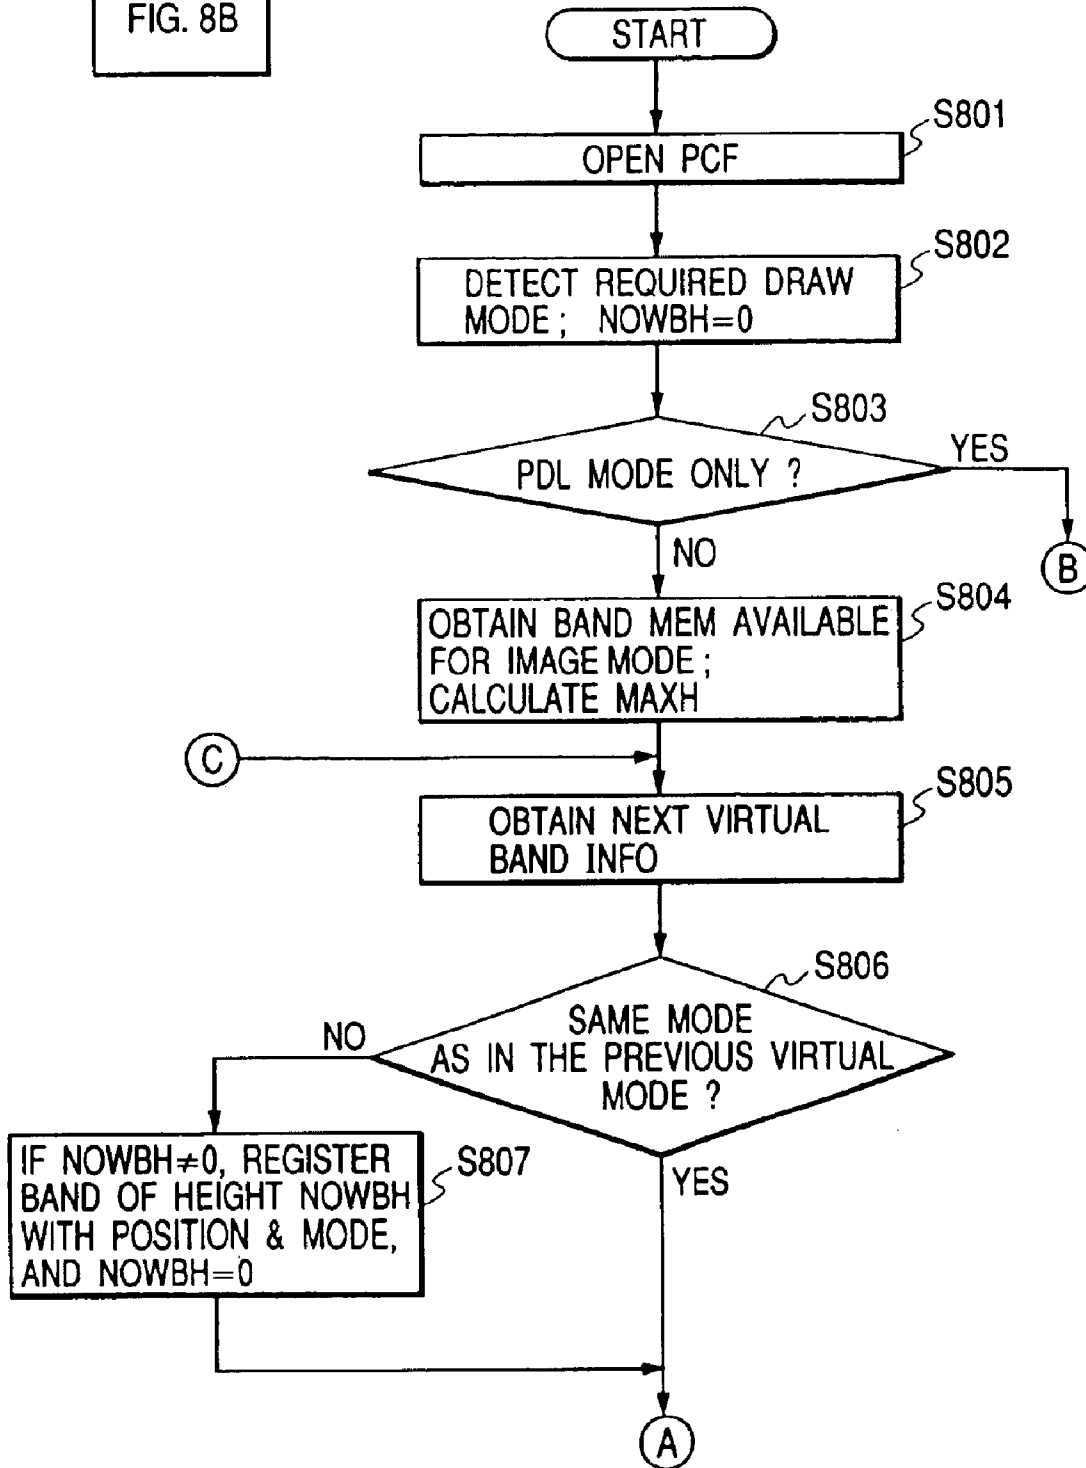 FIG. 8B
START
S801
OPEN PCF
S802
DETECT REQUIRED DRAW
MODE; NOWBH=0
S803
PDL MODE ONLY ?
YES
B
NO
S804
OBTAIN BAND MEM AVAILABLE
FOR IMAGE MODE;
CALCULATE MAXH
C
S805
OBTAIN NEXT VIRTUAL
BAND INFO
S806
SAME MODE
AS IN THE PREVIOUS VIRTUAL
MODE ?
NO
YES
S807
IF NOWBH≠0, REGISTER
BAND OF HEIGHT NOWBH
WITH POSITION & MODE,
AND NOWBH=0
A